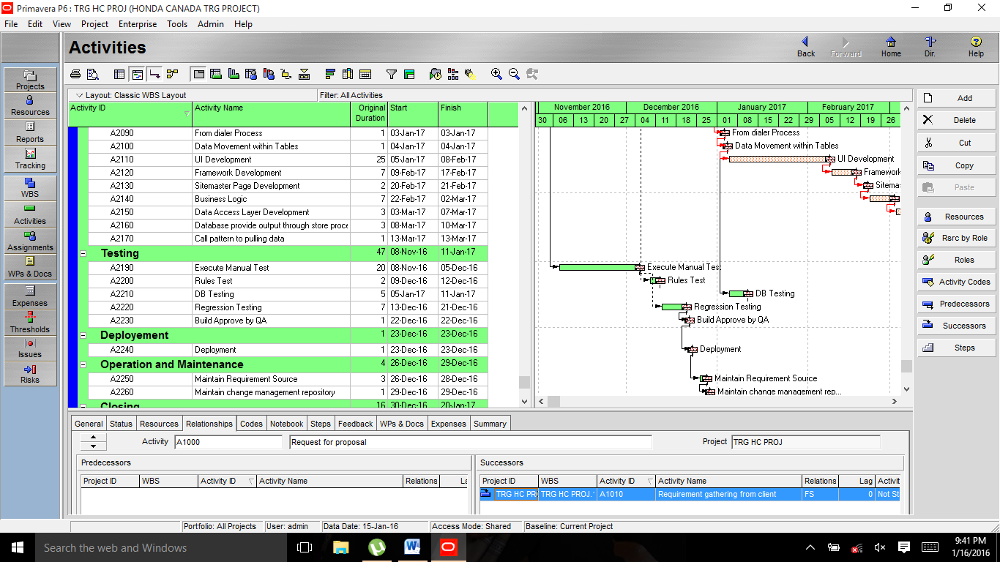 Primavera P6 : TRG HC PROJ (HONDA CANADA TRG PROJECT)
File Edit View Project Enterprise Tools Admin Help
Activities
Back Forward Home Dir. Help
Projects
Resources
Reports
Tracking
WBS
Activities
Assignments
WPs & Docs
Expenses
Thresholds
Issues
Risks
Layout: Classic WBS Layout Filter: All Activities
Activity ID Activity Name Original Duration Start Finish
A2090 From dialer Process 1 03-Jan-17 03-Jan-17
A2100 Data Movement within Tables 1 04-Jan-17 04-Jan-17
A2110 UI Development 25 05-Jan-17 08-Feb-17
A2120 Framework Development 7 09-Feb-17 17-Feb-17
A2130 Sitemaster Page Development 2 20-Feb-17 21-Feb-17
A2140 Business Logic 7 22-Feb-17 02-Mar-17
A2150 Data Access Layer Development 3 03-Mar-17 07-Mar-17
A2160 Database provide output through store proce 3 08-Mar-17 10-Mar-17
A2170 Call pattern to pulling data 1 13-Mar-17 13-Mar-17
Testing 47 08-Nov-16 11-Jan-17
A2190 Execute Manual Test 20 08-Nov-16 05-Dec-16
A2200 Rules Test 2 09-Dec-16 12-Dec-16
A2210 DB Testing 5 05-Jan-17 11-Jan-17
A2220 Regression Testing 7 13-Dec-16 21-Dec-16
A2230 Build Approve by QA 1 22-Dec-16 22-Dec-16
Deployement 1 23-Dec-16 23-Dec-16
A2240 Deployment 1 23-Dec-16 23-Dec-16
Operation and Maintenance 4 26-Dec-16 29-Dec-16
A2250 Maintain Requirement Source 3 26-Dec-16 28-Dec-16
A2260 Maintain change management repository 1 29-Dec-16 29-Dec-16
Closing 16 30-Dec-16 20-Jan-17
November 2016 December 2016 January 2017 February 2017
30 06 13 20 27 04 11 18 25 01 08 15 22 29 05 12 19 26
From dialer Process
Data Movement within Tables
UI Development
Framework
Sitemas
Execute Manual Test
Rules Test
DB Testing
Regression Testing
Build Approve by QA
Deployment
Maintain Requirement Source
Maintain change management rep...
Add
Delete
Cut
Copy
Paste
Resources
Rsrc by Role
Roles
Activity Codes
Predecessors
Successors
Steps
General Status Resources Relationships Codes Notebook Steps Feedback WPs & Docs Expenses Summary
Activity A1000 Request for proposal Project TRG HC PROJ
Predecessors
Project ID WBS Activity ID Activity Name Relations La
Successors
Project ID WBS Activity ID Activity Name Relations Lag Activit
TRG HC PR TRG HC PROJ. A1010 Requirement gathering from client FS 0 Not St
Portfolio: All Projects User: admin Data Date: 15-Jan-16 Access Mode: Shared Baseline: Current Project
Search the web and Windows
9:41 PM
1/16/2016